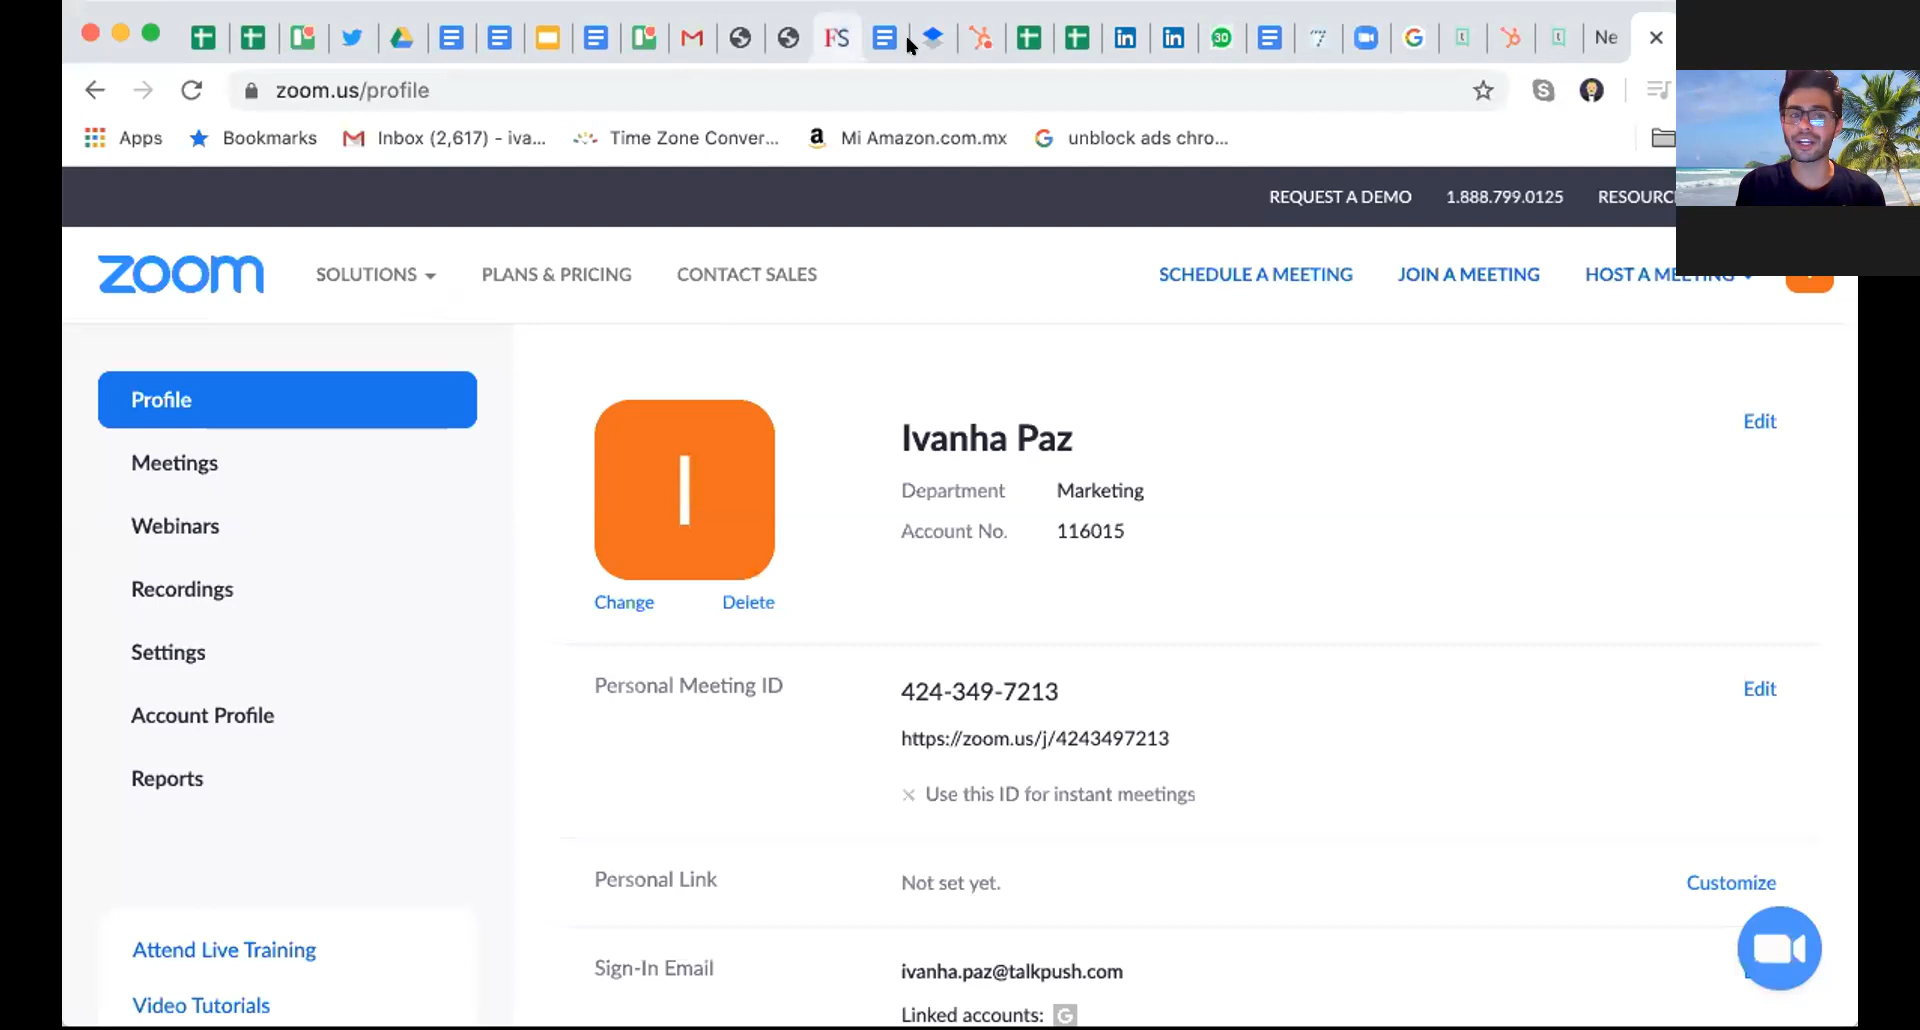 FS
30
Ne
zoom.us/profile
Apps
Bookmarks
Inbox (2,617) - iva...
Time Zone Conver...
Mi Amazon.com.mx
unblock ads chro...
REQUEST A DEMO
1.888.799.0125
RESOURC
zoom
SOLUTIONS
PLANS & PRICING
CONTACT SALES
SCHEDULE A MEETING
JOIN A MEETING
HOST A MEETING
Profile
Meetings
Webinars
Recordings
Settings
Account Profile
Reports
Attend Live Training
Video Tutorials
I
Change
Delete
Ivanha Paz
Edit
Department Marketing
Account No. 116015
Personal Meeting ID
424-349-7213
Edit
https://zoom.us/j/4243497213
Use this ID for instant meetings
Personal Link
Not set yet.
Customize
Sign-In Email
ivanha.paz@talkpush.com
Linked accounts: G